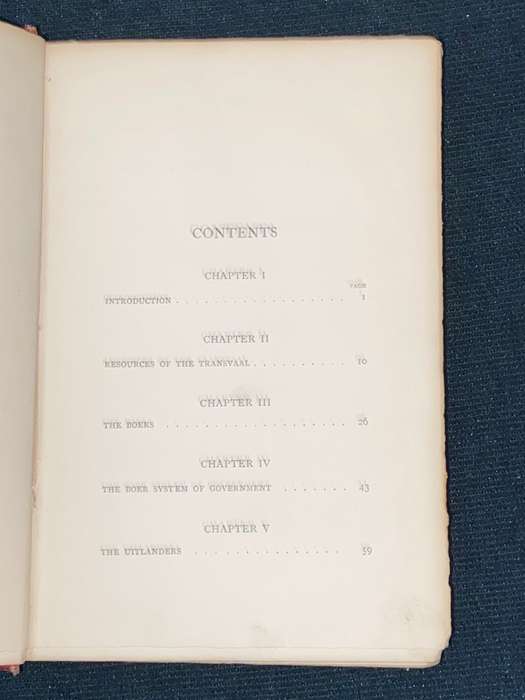 CONTENTS
CHAPTER I
PAGE
INTRODUCTION . . . . . . . . . . . . . . . . . . 1
CHAPTER II
RESOURCES OF THE TRANSVAAL . . . . . . . . . . 10
CHAPTER III
THE BOERS . . . . . . . . . . . . . . . . . . . 26
CHAPTER IV
THE BOER SYSTEM OF GOVERNMENT . . . . . . . 43
CHAPTER V
THE UITLANDERS . . . . . . . . . . . . . . . 59